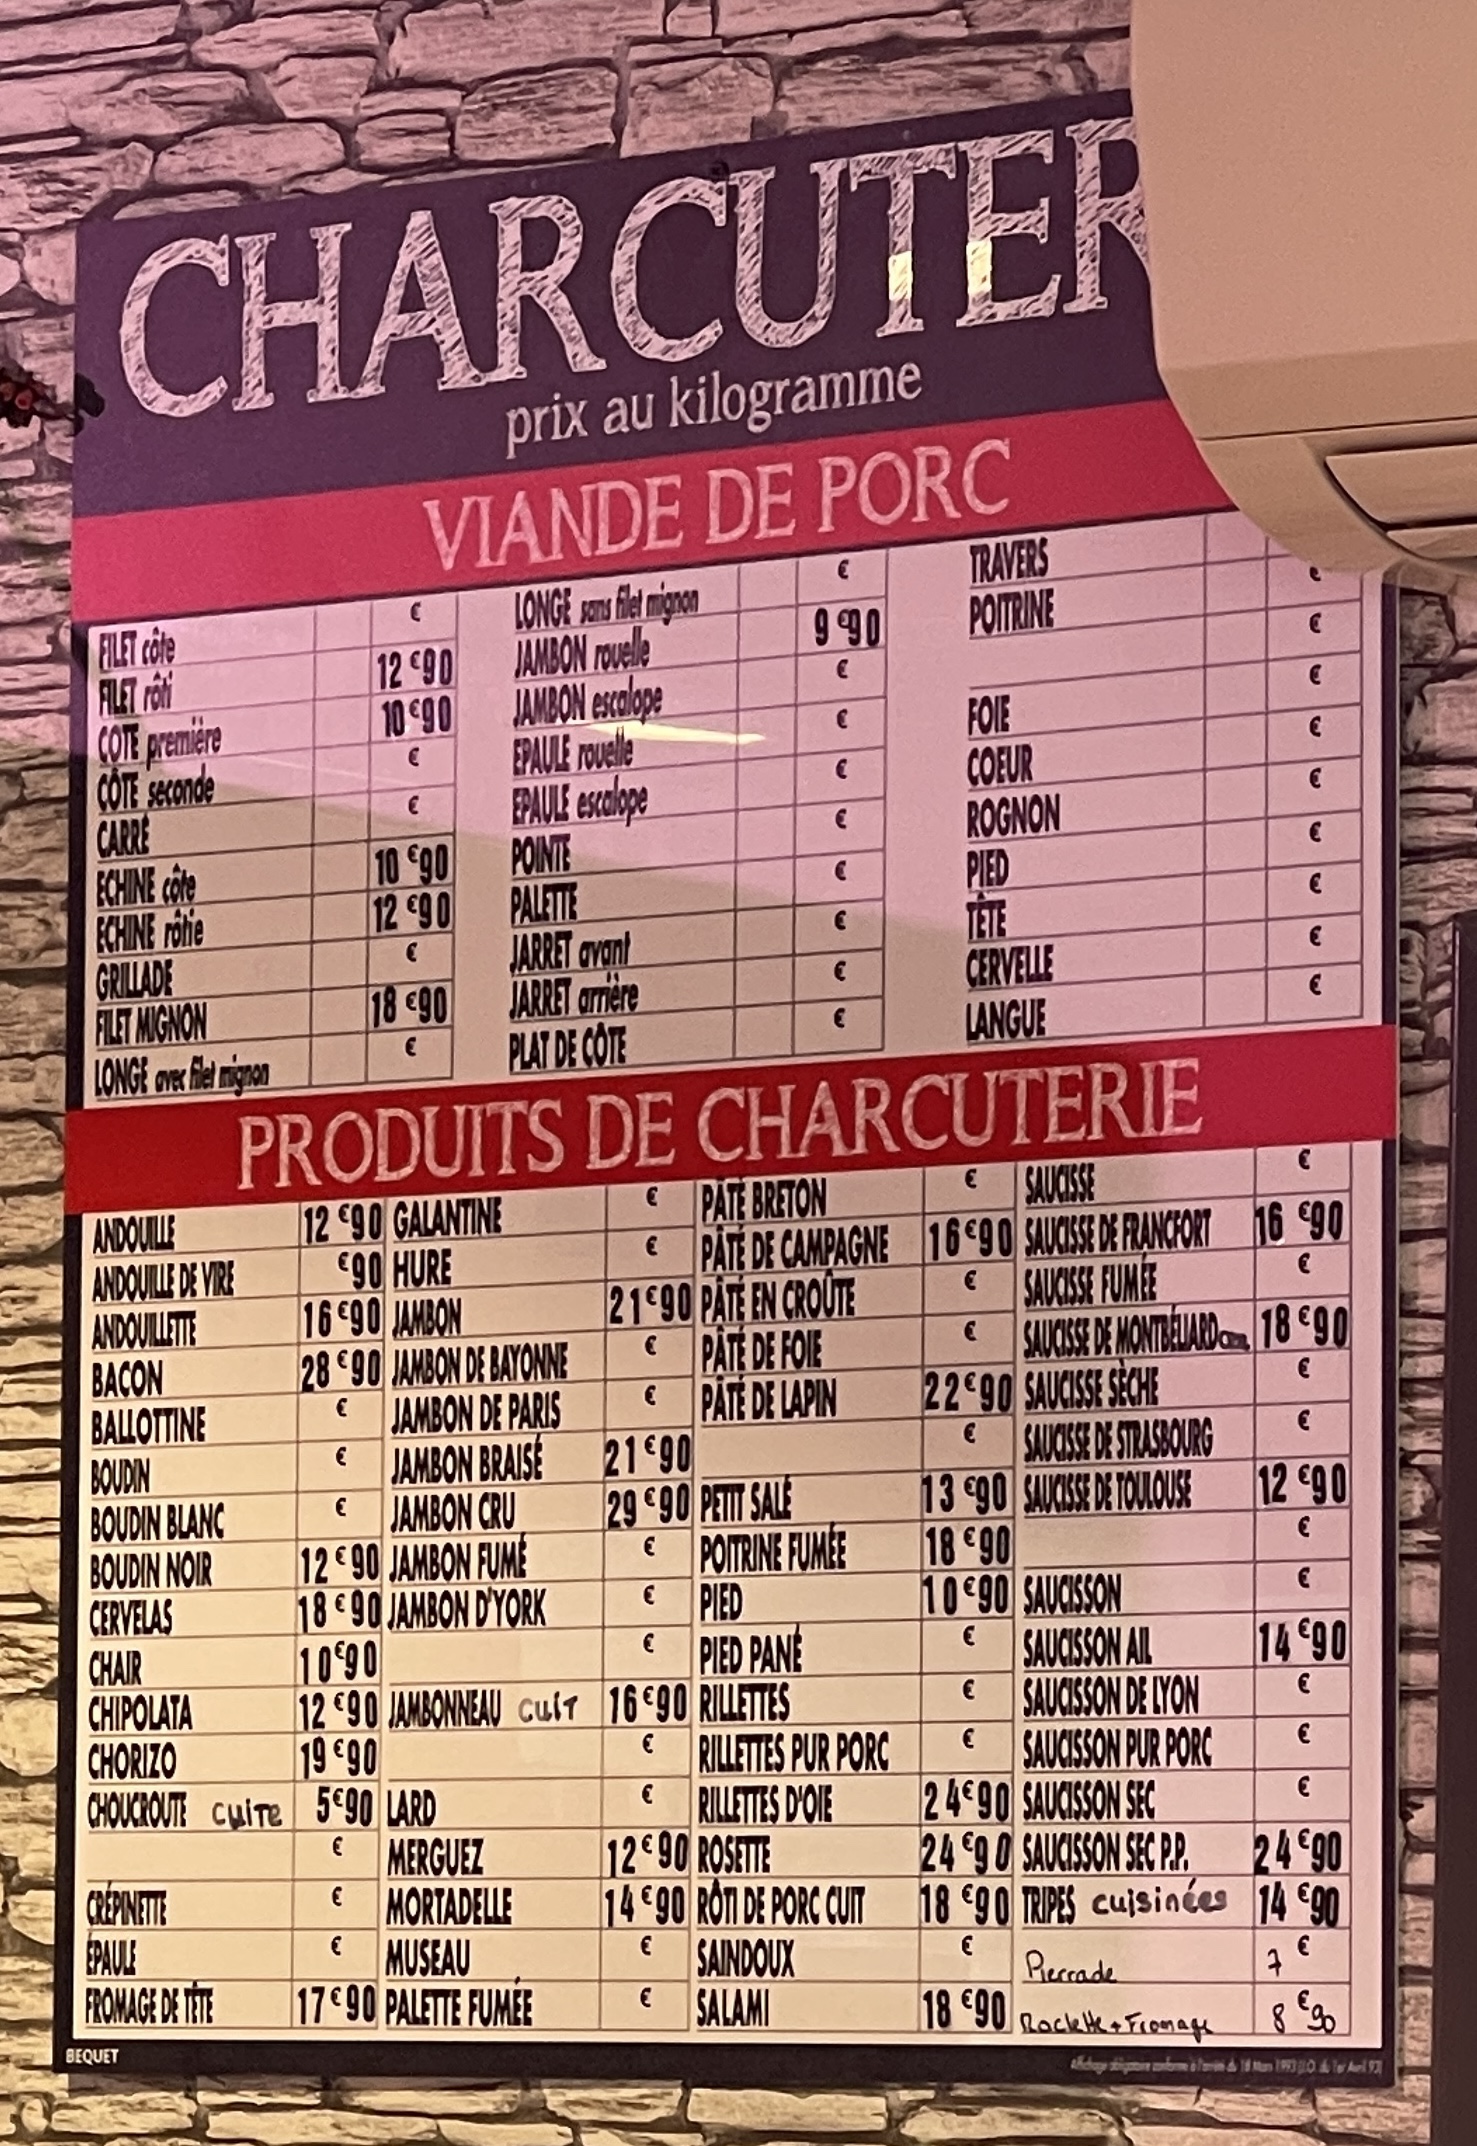 CHARCUTER
prix au kilogramme
VIANDE DE PORC
FILET côte €
FILET rôti 12 €90
CÔTE première 10 €90
CÔTE seconde €
CARRÉ €
ECHINE côte 10 €90
ECHINE rôtie 12 €90
GRILLADE €
FILET MIGNON 18 €90
LONGE avec filet mignon €
LONGE sans filet mignon €
JAMBON rouelle 9 €90
JAMBON escalope €
EPAULE rouelle €
EPAULE escalope €
POINTE €
PALETTE €
JARRET avant €
JARRET arrière €
PLAT DE CÔTE €
TRAVERS €
POITRINE €
€
FOIE €
COEUR €
ROGNON €
PIED €
TÊTE €
CERVELLE €
LANGUE €
PRODUITS DE CHARCUTERIE
ANDOUILLE 12 €90
ANDOUILLE DE VIRE €90
ANDOUILLETTE 16 €90
BACON 28 €90
BALLOTTINE €
BOUDIN €
BOUDIN BLANC €
BOUDIN NOIR 12 €90
CERVELAS 18 €90
CHAIR 10 €90
CHIPOLATA 12 €90
CHORIZO 19 €90
CHOUCROUTE cuite 5 €90
€
CRÉPINETTE €
ÉPAULE €
FROMAGE DE TÊTE 17 €90
GALANTINE €
HURE €
JAMBON 21 €90
JAMBON DE BAYONNE €
JAMBON DE PARIS €
JAMBON BRAISÉ 21 €90
JAMBON CRU 29 €90
JAMBON FUMÉ €
JAMBON D'YORK €
€
JAMBONNEAU cuit 16 €90
€
LARD €
MERGUEZ 12 €90
MORTADELLE 14 €90
MUSEAU €
PALETTE FUMÉE €
PÂTÉ BRETON €
PÂTÉ DE CAMPAGNE 16 €90
PÂTÉ EN CROÛTE €
PÂTÉ DE FOIE €
PÂTÉ DE LAPIN 22 €90
€
PETIT SALÉ 13 €90
POITRINE FUMÉE 18 €90
PIED 10 €90
PIED PANÉ €
RILLETTES €
RILLETTES PUR PORC €
RILLETTES D'OIE 24 €90
ROSETTE 24 €90
RÔTI DE PORC CUIT 18 €90
SAINDOUX €
SALAMI 18 €90
SAUCISSE €
SAUCISSE DE FRANCFORT 16 €90
SAUCISSE FUMÉE €
SAUCISSE DE MONTBÉLIARD 18 €90
SAUCISSE SÈCHE €
SAUCISSE DE STRASBOURG €
SAUCISSE DE TOULOUSE 12 €90
€
SAUCISSON €
SAUCISSON AIL 14 €90
SAUCISSON DE LYON €
SAUCISSON PUR PORC €
SAUCISSON SEC €
SAUCISSON SEC P.P. 24 €90
TRIPES cuisinées 14 €90
Pierrade 7 €
Raclette + Fromage 8 €90
BEQUET
Affichage obligatoire conforme à l'arrêté du 18 Mars 1993 (J.O. du 1er Avril 93)